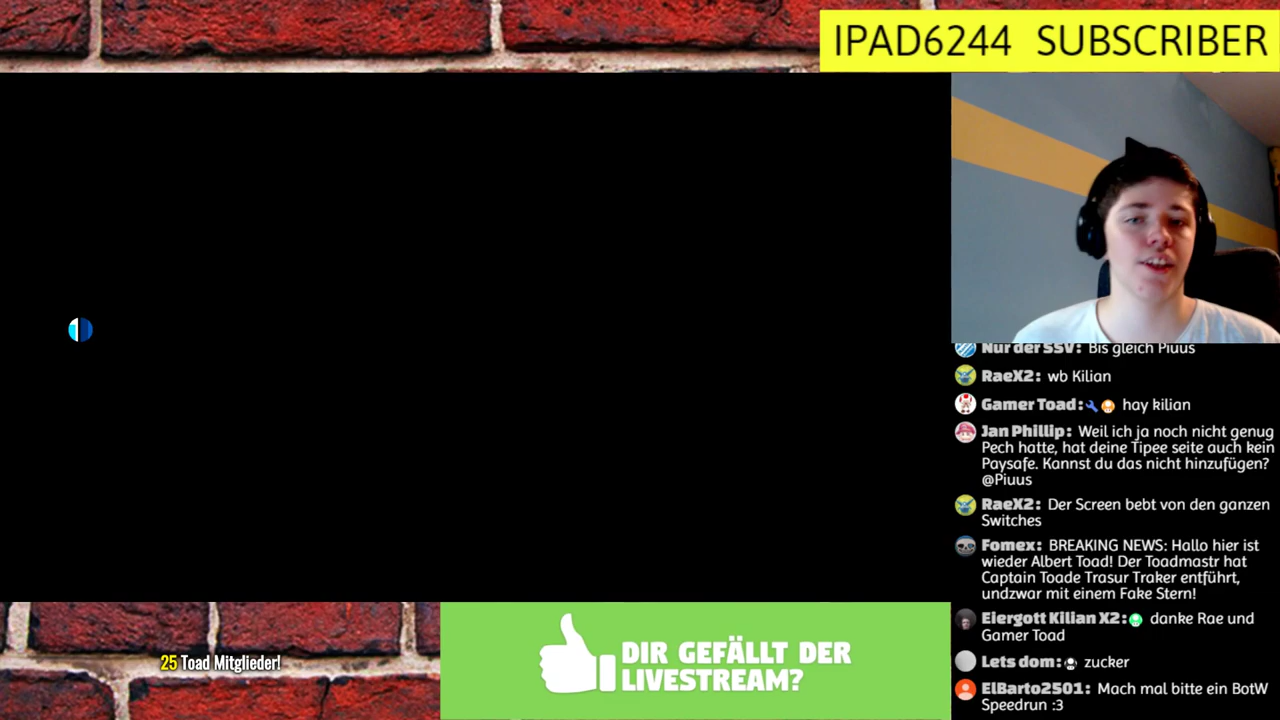 IPAD6244 SUBSCRIBER
Nur der SSV: Bis gleich Piuus
RaeX2: wb Kilian
Gamer Toad: hay kilian
Jan Phillip: Weil ich ja noch nicht genug
Pech hatte, hat deine Tipee seite auch kein
Paysafe. Kannst du das nicht hinzufügen?
@Piuus
RaeX2: Der Screen bebt von den ganzen
Switches
Fomex: BREAKING NEWS: Hallo hier ist
wieder Albert Toad! Der Toadmastr hat
Captain Toade Trasur Traker entführt,
undzwar mit einem Fake Stern!
Eiergott Kilian X2: danke Rae und
Gamer Toad
Lets dom: zucker
ElBarto2501: Mach mal bitte ein BotW
Speedrun :3
25 Toad Mitglieder!
DIR GEFÄLLT DER
LIVESTREAM?